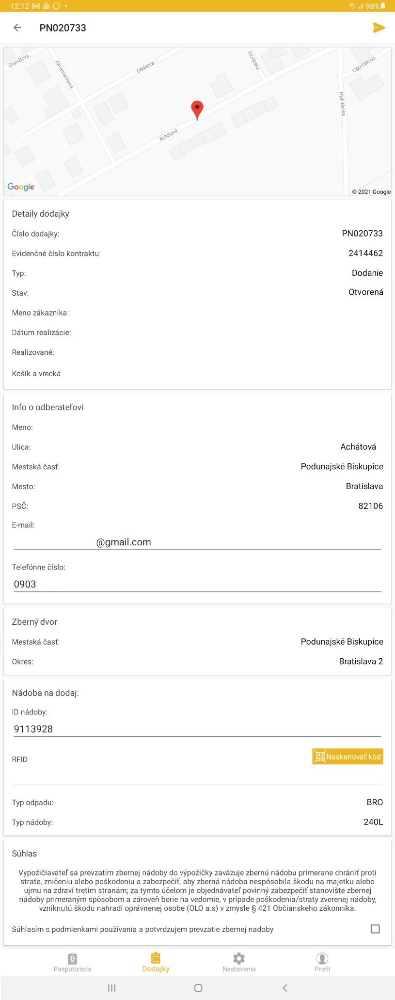 12:12
98%
PN020733
Granátová
Akvamarínová
Citrínová
Murárska
Ligurčeková
Hydinárska
Achátová
Google
© 2021 Google
Detaily dodajky
Číslo dodajky: PN020733
Evidenčné číslo kontraktu: 2414462
Typ: Dodanie
Stav: Otvorená
Meno zákazníka:
Dátum realizácie:
Realizované:
Košík a vrecká
Info o odberateľovi
Meno:
Ulica: Achátová
Mestská časť: Podunajské Biskupice
Mesto: Bratislava
PSČ: 82106
E-mail:
@gmail.com
Telefónne číslo:
0903
Zberný dvor
Mestská časť: Podunajské Biskupice
Okres: Bratislava 2
Nádoba na dodaj:
ID nádoby:
9113928
RFID Naskenovať kód
Typ odpadu: BRO
Typ nádoby: 240L
Súhlas
Vypožičiavateľ sa prevzatím zbernej nádoby do výpožičky zaväzuje zbernú nádobu primerane chrániť proti
strate, zničeniu alebo poškodeniu a zabezpečiť, aby zberná nádoba nespôsobila škodu na majetku alebo
ujmu na zdraví tretím stranám; za tymto účelom je objednávateľ povinný zabezpečiť stanovište zbernej
nádoby primeraným spôsobom a zároveň berie na vedomie, v prípade poškodenia/straty zverenej nádoby,
vzniknutú škodu nahradí oprávnenej osobe (OLO a.s) v zmysle § 421 Občianskeho zákonníka.
Súhlasím s podmienkami používania a potvrdzujem prevzatie zbernej nadoby
Paspotizácia Dodajky Nastavenia Profil